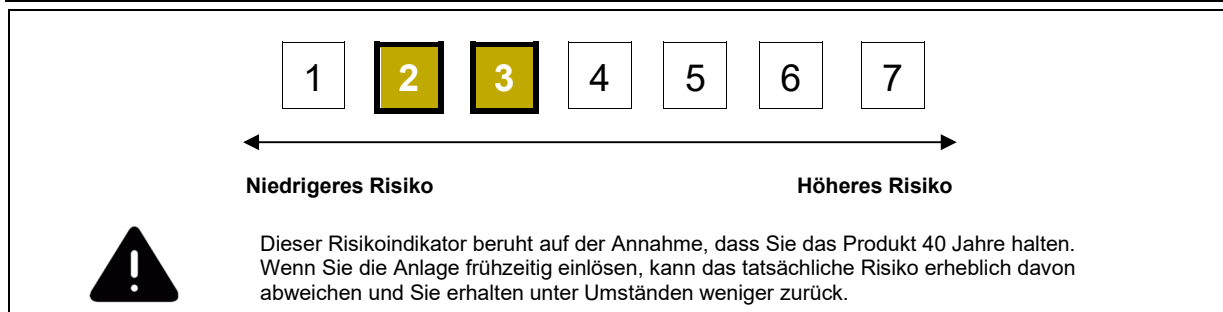 1 2 3 4 5 6 7
Niedrigeres Risiko Höheres Risiko
Dieser Risikoindikator beruht auf der Annahme, dass Sie das Produkt 40 Jahre halten.
Wenn Sie die Anlage frühzeitig einlösen, kann das tatsächliche Risiko erheblich davon
abweichen und Sie erhalten unter Umständen weniger zurück.